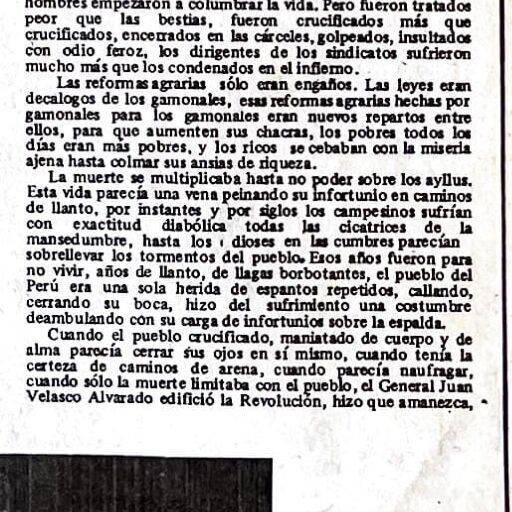 hombres empezaron a columbrar la vida. Pero fueron tratados
peor que las bestias, fueron crucificados más que
crucificados, encerrados en las cárceles, golpeados, insultados
con odio feroz, los dirigentes de los sindicatos sufrieron
mucho más que los condenados en el infierno.
Las reformas agrarias sólo eran engaños. Las leyes eran
decalogos de los gamonales, esas reformas agrarias hechas por
gamonales para los gamonales eran nuevos repartos entre
ellos, para que aumenten sus chacras, los pobres todos los
días eran mas pobres, y los ricos se cebaban con la miseria
ajena hasta colmar sus ansias de riqueza.
La muerte se multiplicaba hasta no poder sobre los ayllus.
Esta vida parecía una vena peinando su infortunio en caminos
de llanto, por instantes y por siglos los campesinos sufrían
con exactitud diabólica todas las cicatrices de la
mansedumbre, hasta los dioses en las cumbres parecían
sobrellevar los tormentos del pueblo. Esos años fueron para
no vivir, años de llanto, de llagas borbotantes, el pueblo del
Perú era una sola herida de espantos repetidos, callando,
cerrando su boca, hizo del sufrimiento una costumbre
deambulando con su carga de infortunios sobre la espalda.
Cuando el pueblo crucificado, maniatado de cuerpo y de
alma parecía cerrar sus ojos en sí mismo, cuando tenía la
certeza de caminos de arena, cuando parecía naufragar,
cuando sólo la muerte limitaba con el pueblo, el General Juan
Velasco Alvarado edifició la Revolución, hizo que amanezca,